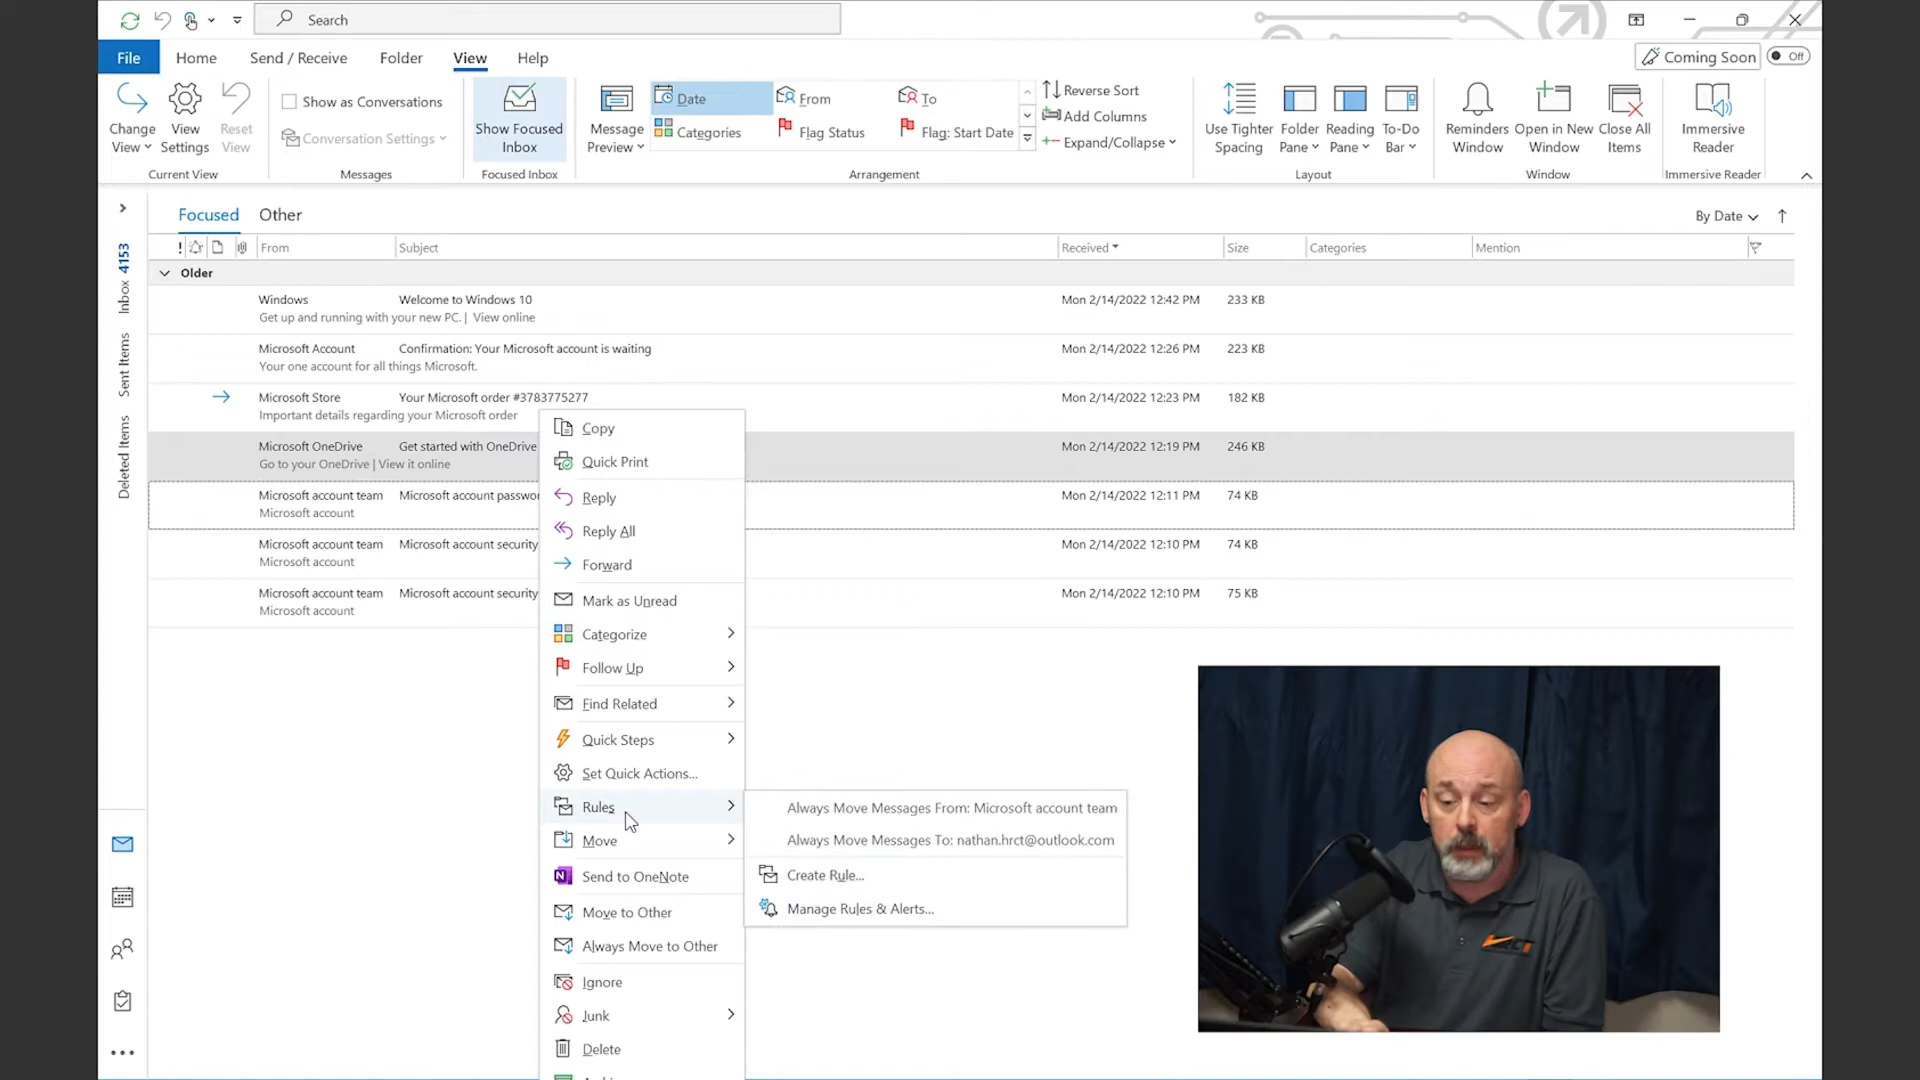 Search
File
Home
Send / Receive
Folder
View
Help
Coming Soon
Off
Change View
View Settings
Reset View
Current View
Show as Conversations
Conversation Settings
Messages
Show Focused Inbox
Focused Inbox
Message Preview
Date
From
To
Categories
Flag Status
Flag: Start Date
Reverse Sort
Add Columns
Expand/Collapse
Arrangement
Use Tighter Spacing
Folder Pane
Reading Pane
To-Do Bar
Layout
Reminders Window
Open in New Window
Close All Items
Window
Immersive Reader
Immersive Reader
Focused
Other
By Date
! From Subject Received Size Categories Mention
Older
Windows Welcome to Windows 10 Mon 2/14/2022 12:42 PM 233 KB
Get up and running with your new PC. | View online
Microsoft Account Confirmation: Your Microsoft account is waiting Mon 2/14/2022 12:26 PM 223 KB
Your one account for all things Microsoft.
Microsoft Store Your Microsoft order #3783775277 Mon 2/14/2022 12:23 PM 182 KB
Important details regarding your Microsoft order
Microsoft OneDrive Get started with OneDrive Mon 2/14/2022 12:19 PM 246 KB
Go to your OneDrive | View it online
Microsoft account team Microsoft account passwo Mon 2/14/2022 12:11 PM 74 KB
Microsoft account
Microsoft account team Microsoft account security Mon 2/14/2022 12:10 PM 74 KB
Microsoft account
Microsoft account team Microsoft account security Mon 2/14/2022 12:10 PM 75 KB
Microsoft account
Inbox 4153
Sent Items
Deleted Items
Copy
Quick Print
Reply
Reply All
Forward
Mark as Unread
Categorize
Follow Up
Find Related
Quick Steps
Set Quick Actions...
Rules
Move
Send to OneNote
Move to Other
Always Move to Other
Ignore
Junk
Delete
Always Move Messages From: Microsoft account team
Always Move Messages To: nathan.hrct@outlook.com
Create Rule...
Manage Rules & Alerts...